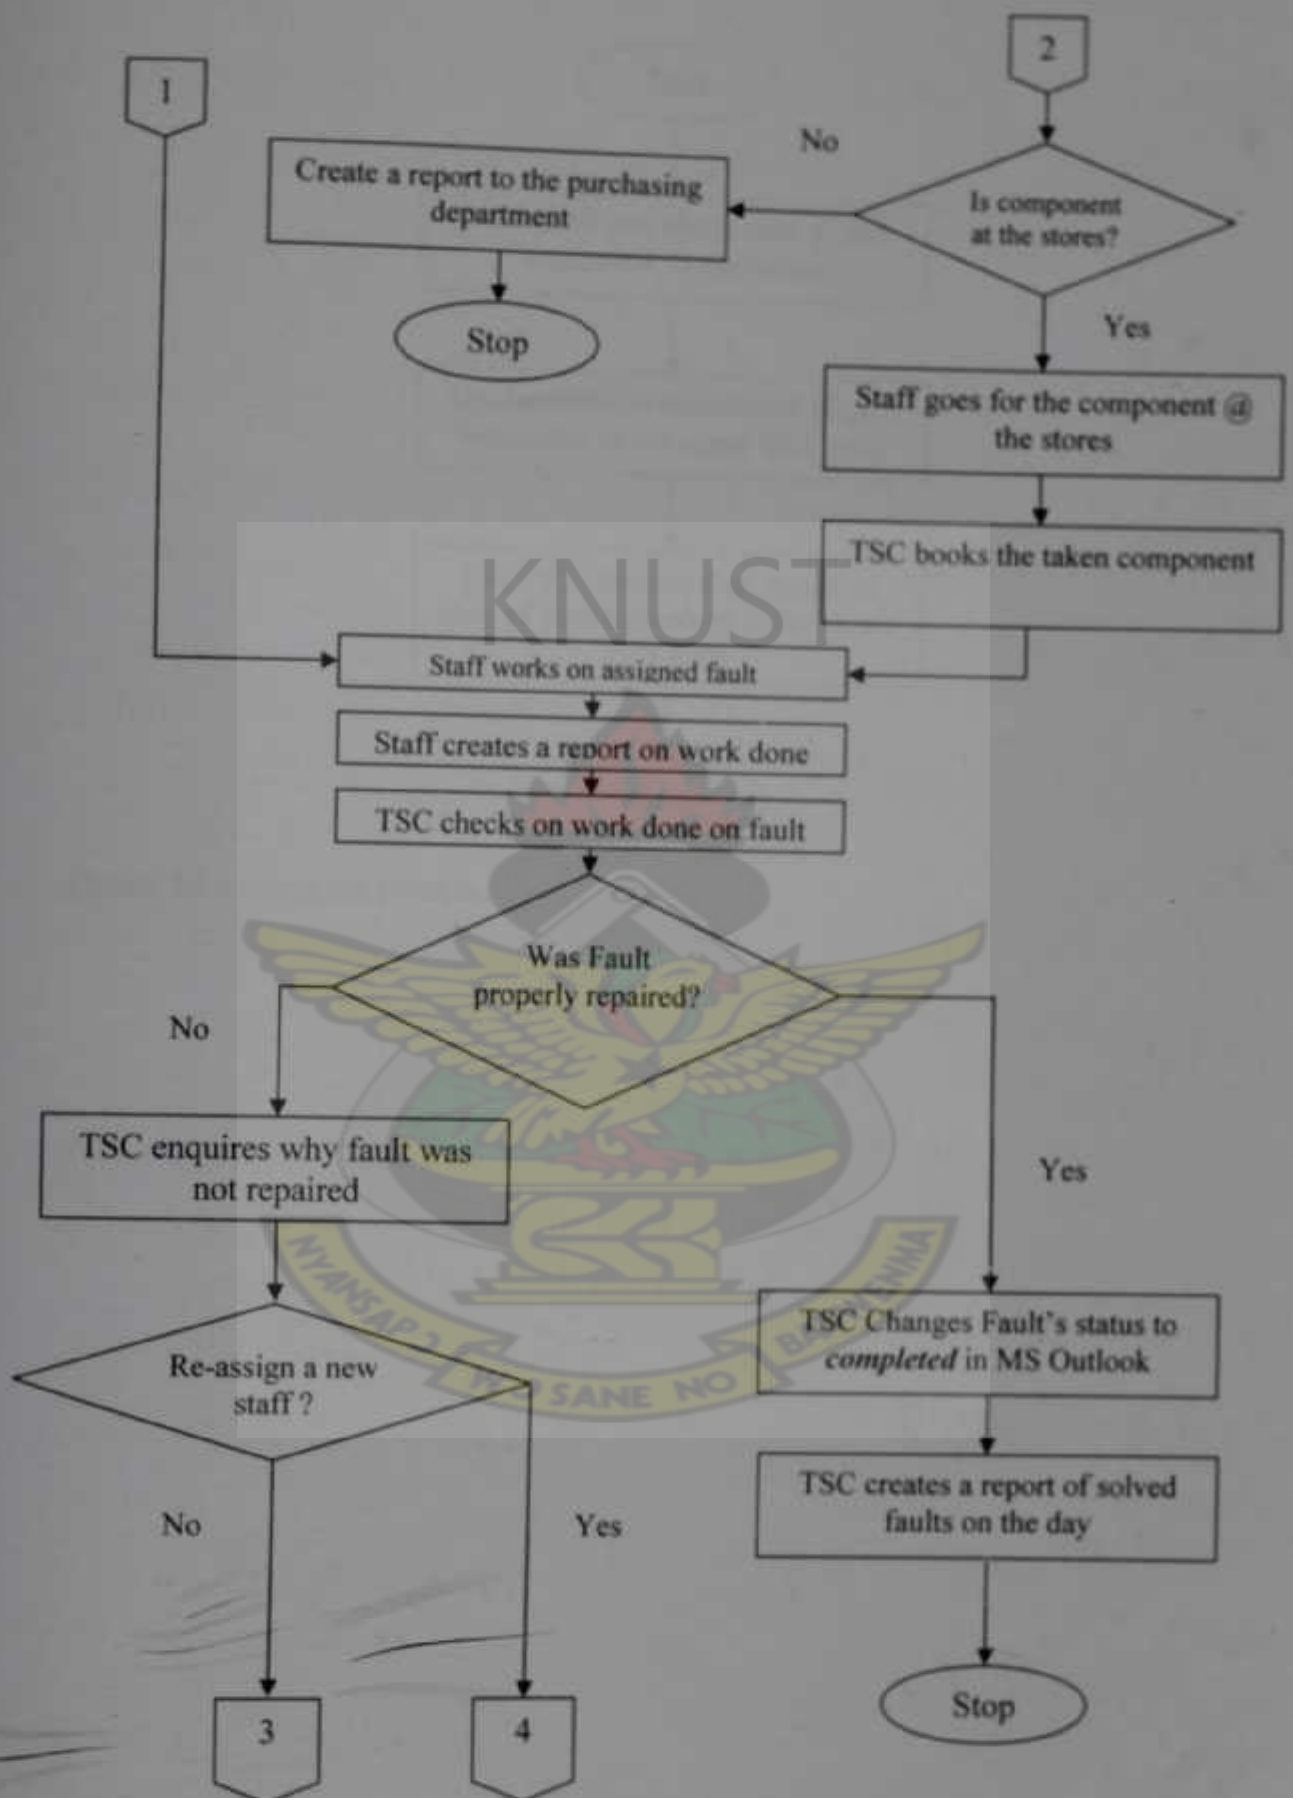 1
2
No
Create a report to the purchasing
department
Is component
at the stores?
Stop
Yes
Staff goes for the component @
the stores
TSC books the taken component
KNUST
Staff works on assigned fault
Staff creates a report on work done
TSC checks on work done on fault
Was Fault
properly repaired?
No
Yes
TSC enquires why fault was
not repaired
TSC Changes Fault's status to
completed in MS Outlook
Re-assign a new
staff ?
TSC creates a report of solved
faults on the day
No
Yes
Stop
3
4
NYANSAPƆ WƆSANE NO